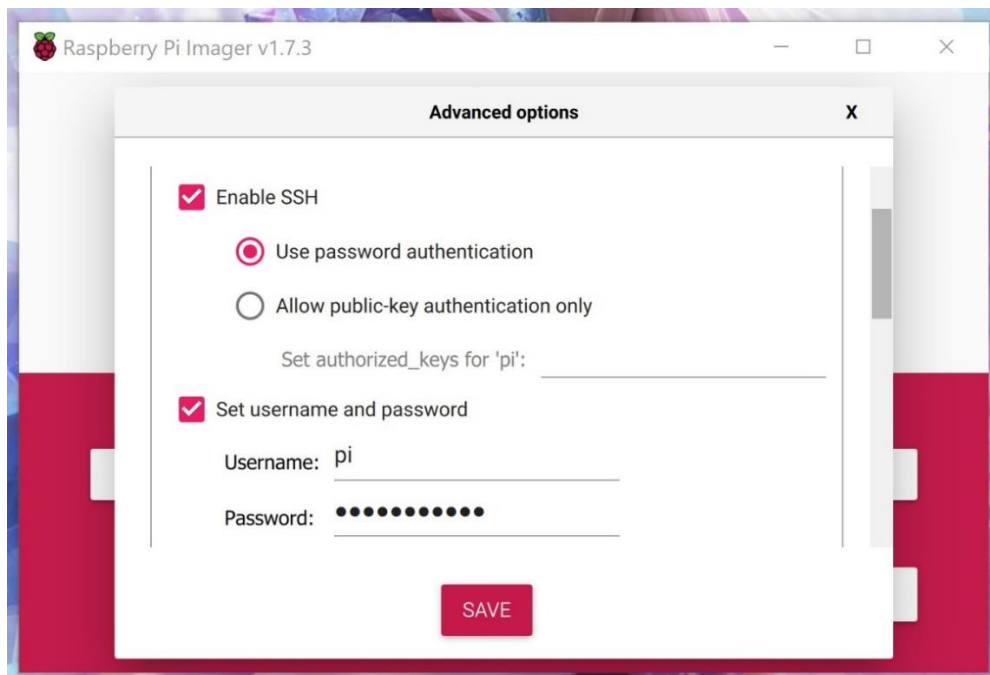 Raspberry Pi Imager v1.7.3
Advanced options X
Enable SSH
Use password authentication
Allow public-key authentication only
Set authorized_keys for 'pi':
Set username and password
Username: pi
Password: •••••••••••
SAVE